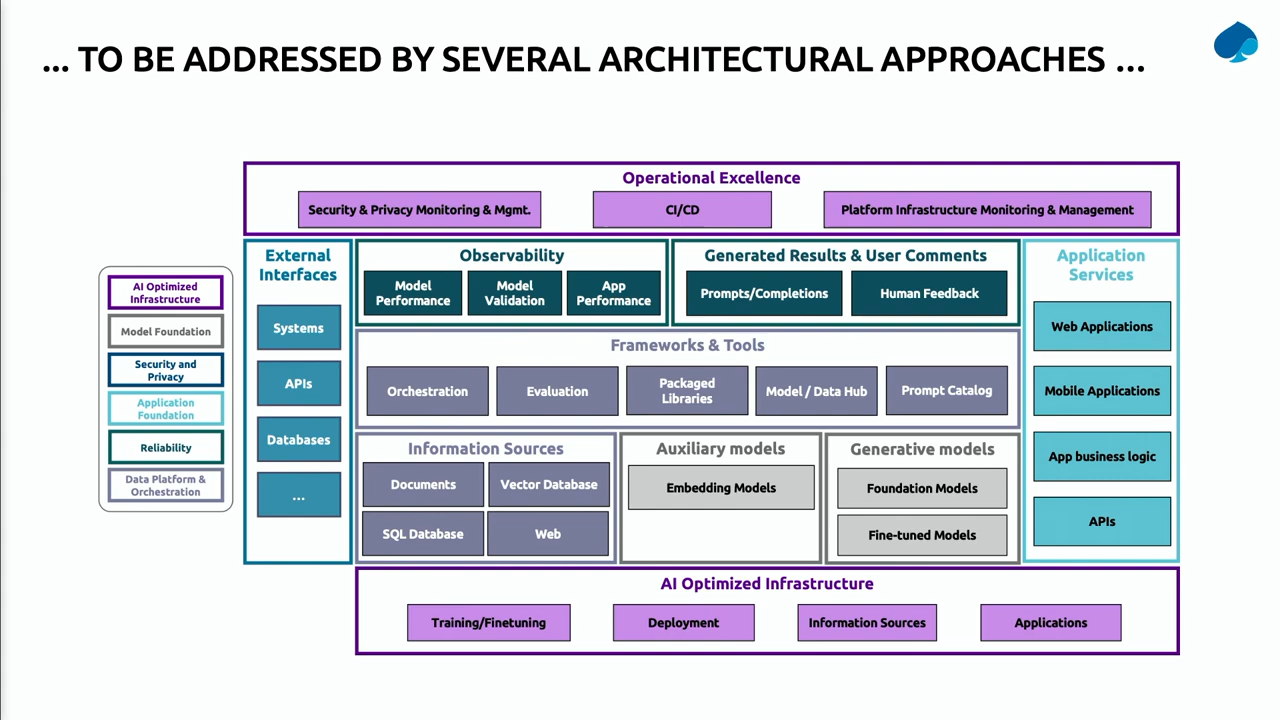 ... TO BE ADDRESSED BY SEVERAL ARCHITECTURAL APPROACHES ...
Operational Excellence
Security & Privacy Monitoring & Mgmt.
CI/CD
Platform Infrastructure Monitoring & Management
AI Optimized
Infrastructure
Model Foundation
Security and
Privacy
Application
Foundation
Reliability
Data Platform &
Orchestration
External
Interfaces
Systems
APIs
Databases
...
Observability
Model
Performance
Model
Validation
App
Performance
Generated Results & User Comments
Prompts/Completions
Human Feedback
Frameworks & Tools
Orchestration
Evaluation
Packaged
Libraries
Model / Data Hub
Prompt Catalog
Information Sources
Documents
Vector Database
SQL Database
Web
Auxiliary models
Embedding Models
Generative models
Foundation Models
Fine-tuned Models
Application
Services
Web Applications
Mobile Applications
App business logic
APIs
AI Optimized Infrastructure
Training/Finetuning
Deployment
Information Sources
Applications